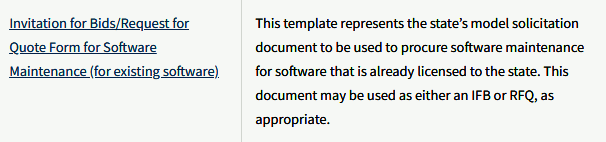 Invitation for Bids/Request for
Quote Form for Software
Maintenance (for existing software)
This template represents the state's model solicitation
document to be used to procure software maintenance
for software that is already licensed to the state. This
document may be used as either an IFB or RFQ, as
appropriate.